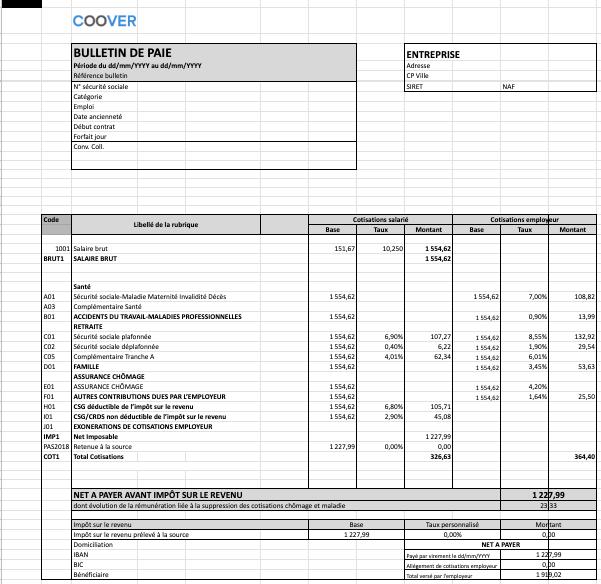 COOVER
BULLETIN DE PAIE
Période du dd/mm/YYYY au dd/mm/YYYY
Référence bulletin
N° sécurité sociale
Catégorie
Emploi
Date ancienneté
Début contrat
Forfait jour
Conv. Coll.
ENTREPRISE
Adresse
CP Ville
SIRET NAF
Code Libellé de la rubrique Cotisations salarié Cotisations employeur
Base Taux Montant Base Taux Montant
1001 Salaire brut 151,67 10,250 1 554,62
BRUT1 SALAIRE BRUT 1 554,62
Santé
A01 Sécurité sociale-Maladie Maternité Invalidité Décès 1 554,62 1 554,62 7,00% 108,82
A03 Complémentaire Santé
B01 ACCIDENTS DU TRAVAIL-MALADIES PROFESSIONNELLES 1 554,62 1 554,62 0,90% 13,99
RETRAITE
C01 Sécurité sociale plafonnée 1 554,62 6,90% 107,27 1 554,62 8,55% 132,92
C02 Sécurité sociale déplafonnée 1 554,62 0,40% 6,22 1 554,62 1,90% 29,54
C05 Complémentaire Tranche A 1 554,62 4,01% 62,34 1 554,62 6,01%
D01 FAMILLE 1 554,62 1 554,62 3,45% 53,63
ASSURANCE CHÔMAGE
E01 ASSURANCE CHÔMAGE 1 554,62 1 554,62 4,20%
F01 AUTRES CONTRIBUTIONS DUES PAR L'EMPLOYEUR 1 554,62 1 554,62 1,64% 25,50
H01 CSG déductible de l'impôt sur le revenu 1 554,62 6,80% 105,71
I01 CSG/CRDS non déductible de l'impôt sur le revenu 1 554,62 2,90% 45,08
J01 EXONERATIONS DE COTISATIONS EMPLOYEUR
IMP1 Net Imposable 1 227,99
PAS2018 Retenue à la source 1 227,99 0,00% 0,00
COT1 Total Cotisations 326,63 364,40
NET A PAYER AVANT IMPÔT SUR LE REVENU 1 227,99
dont évolution de la rémunération liée à la suppression des cotisations chômage et maladie 23,33
Impôt sur le revenu Base Taux personnalisé Montant
Impôt sur le revenu prélevé à la source 1 227,99 0,00% 0,00
Domiciliation NET A PAYER
IBAN Payé par virement le dd/mm/YYYY 1 227,99
BIC Allégement de cotisations employeur 0,00
Bénéficiaire Total versé par l'employeur 1 919,02